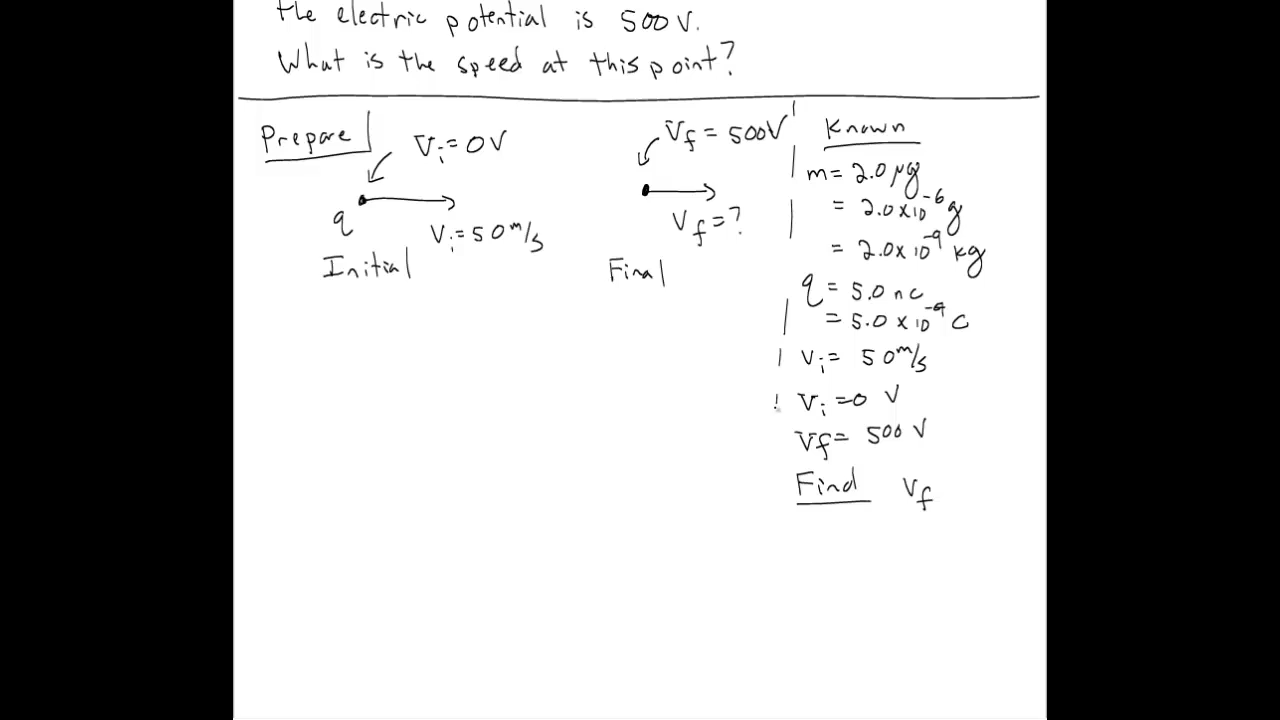 the electric potential is 500 V.
What is the speed at this point?
Prepare
Vi = 0 V
q
vi = 50 m/s
Initial
Vf = 500V
vf = ?
Final
Known
m = 2.0 μg
= 2.0 x 10^-6 g
= 2.0 x 10^-9 kg
q = 5.0 nC
= 5.0 x 10^-9 C
vi = 50 m/s
Vi = 0 V
Vf = 500 V
Find vf